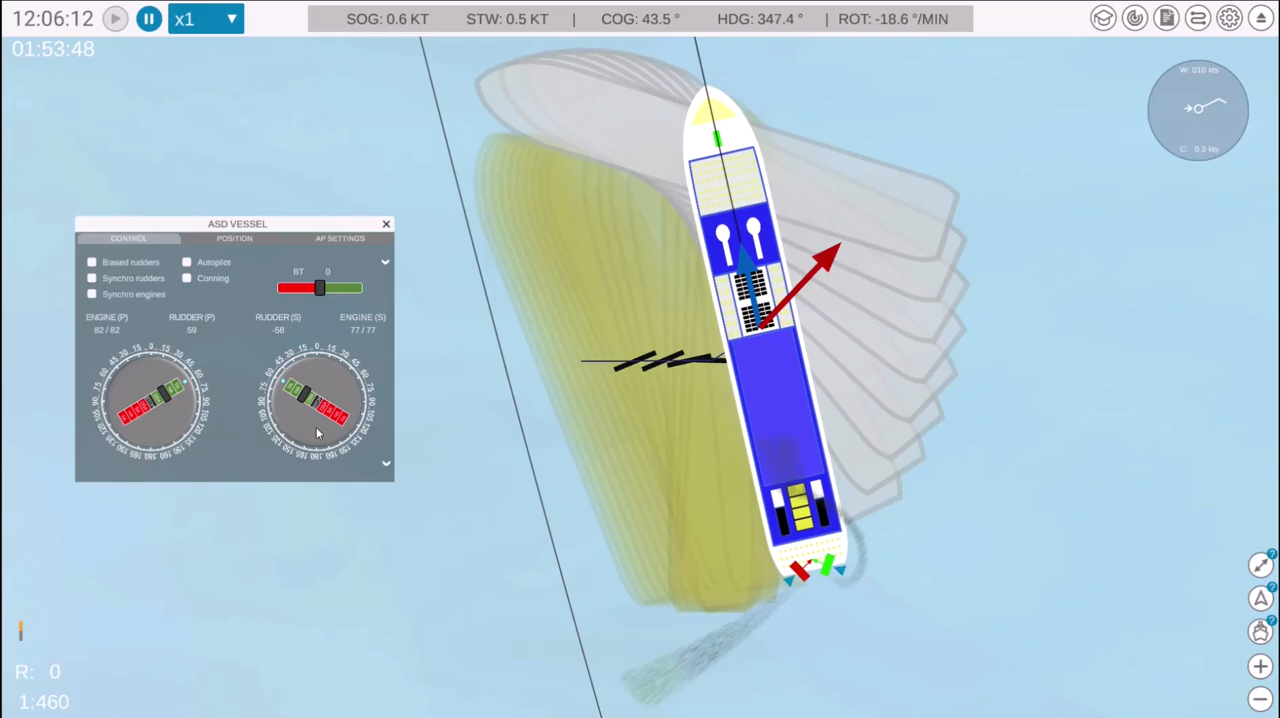 12:06:12 x1 SOG: 0.6 KT STW: 0.5 KT | COG: 43.5 ° HDG: 347.4 ° | ROT: -18.6 °/MIN
01:53:48
W 010 kts
C: 0.3 kts
ASD VESSEL
CONTROL POSITION AP SETTINGS
Biased rudders Autopilot
Synchro rudders Conning
Synchro engines
BT 0
ENGINE (P) RUDDER (P) RUDDER (S) ENGINE (S)
82 / 82 59 -58 77 / 77
R: 0
1:460